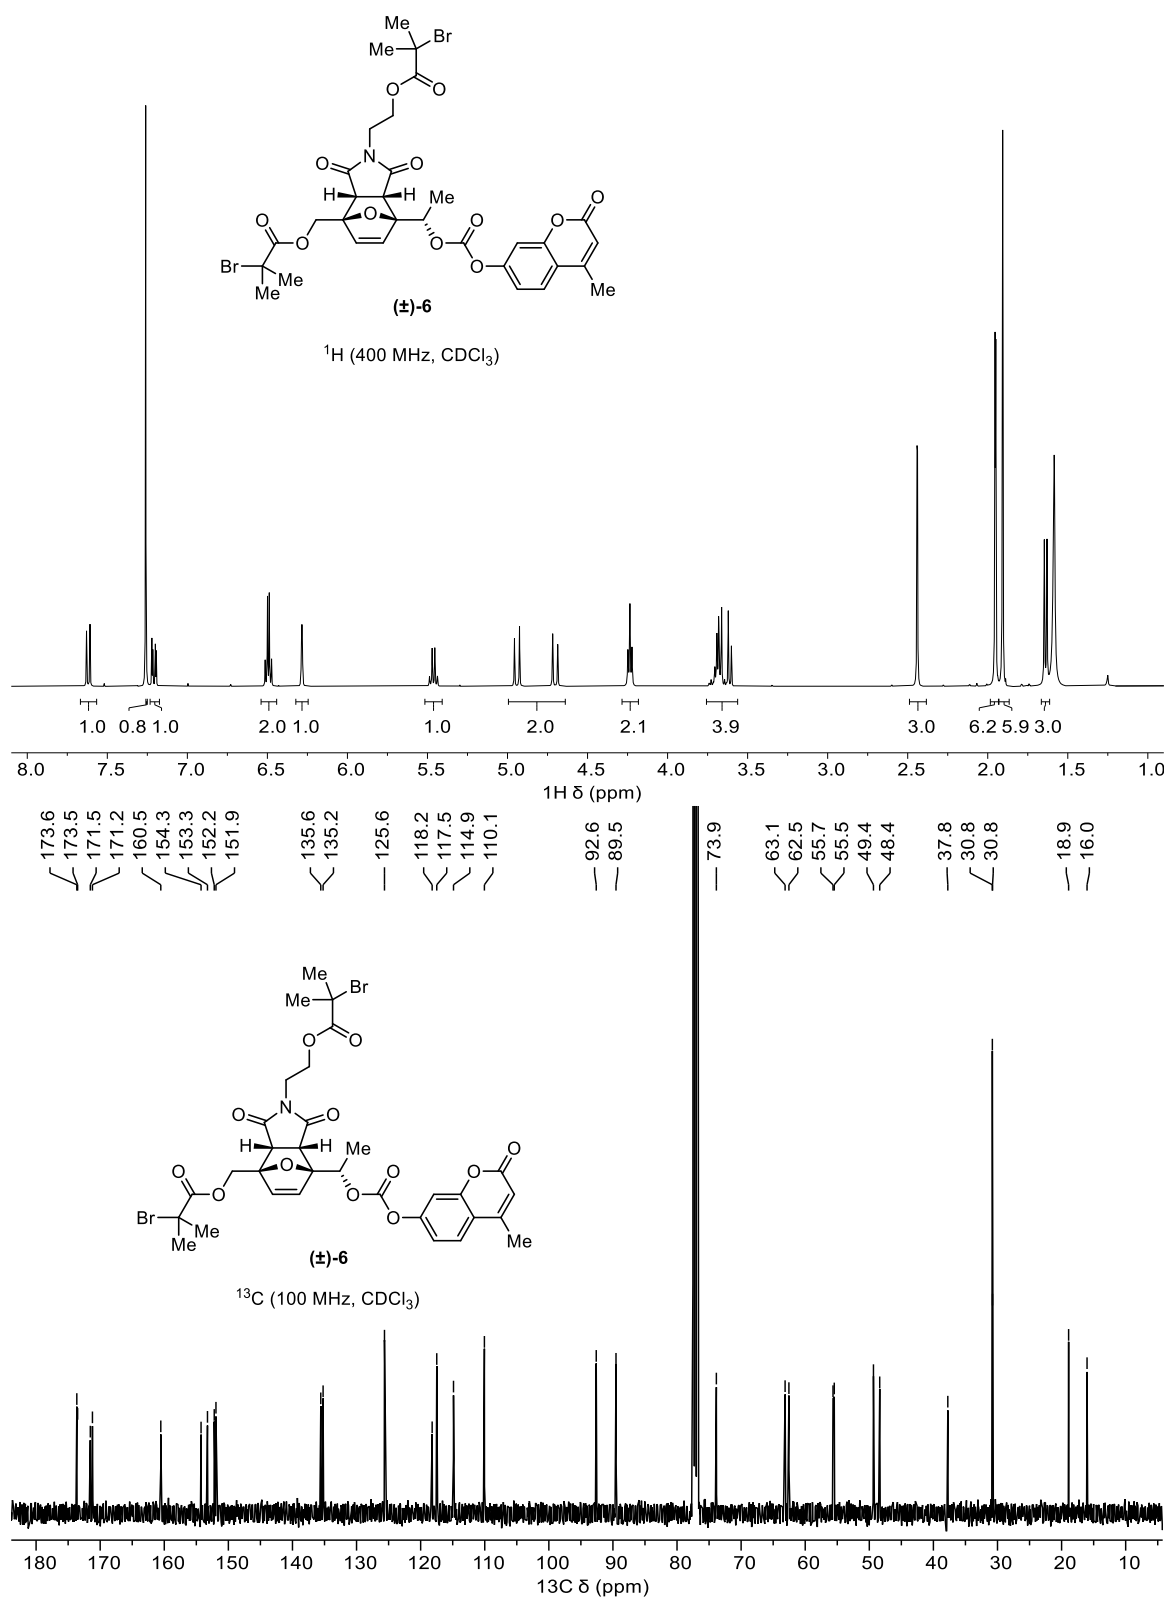 Me
Br
Me
O
O
N
O
O
H
H
Me
O
O
O
O
O
O
O
O
O
Br
Me
Me
Me
(±)-6
1H (400 MHz, CDCl3)
1.0 0.8 1.0 2.0 1.0 1.0 2.0 2.1 3.9 3.0 6.2 5.9 3.0
8.0 7.5 7.0 6.5 6.0 5.5 5.0 4.5 4.0 3.5 3.0 2.5 2.0 1.5 1.0
1H δ (ppm)
173.6
173.5
171.5
171.2
160.5
154.3
153.3
152.2
151.9
135.6
135.2
125.6
118.2
117.5
114.9
110.1
92.6
89.5
73.9
63.1
62.5
55.7
55.5
49.4
48.4
37.8
30.8
30.8
18.9
16.0
Me
Br
Me
O
O
N
O
O
H
H
Me
O
O
O
O
O
O
O
O
O
Br
Me
Me
Me
(±)-6
13C (100 MHz, CDCl3)
180 170 160 150 140 130 120 110 100 90 80 70 60 50 40 30 20 10
13C δ (ppm)